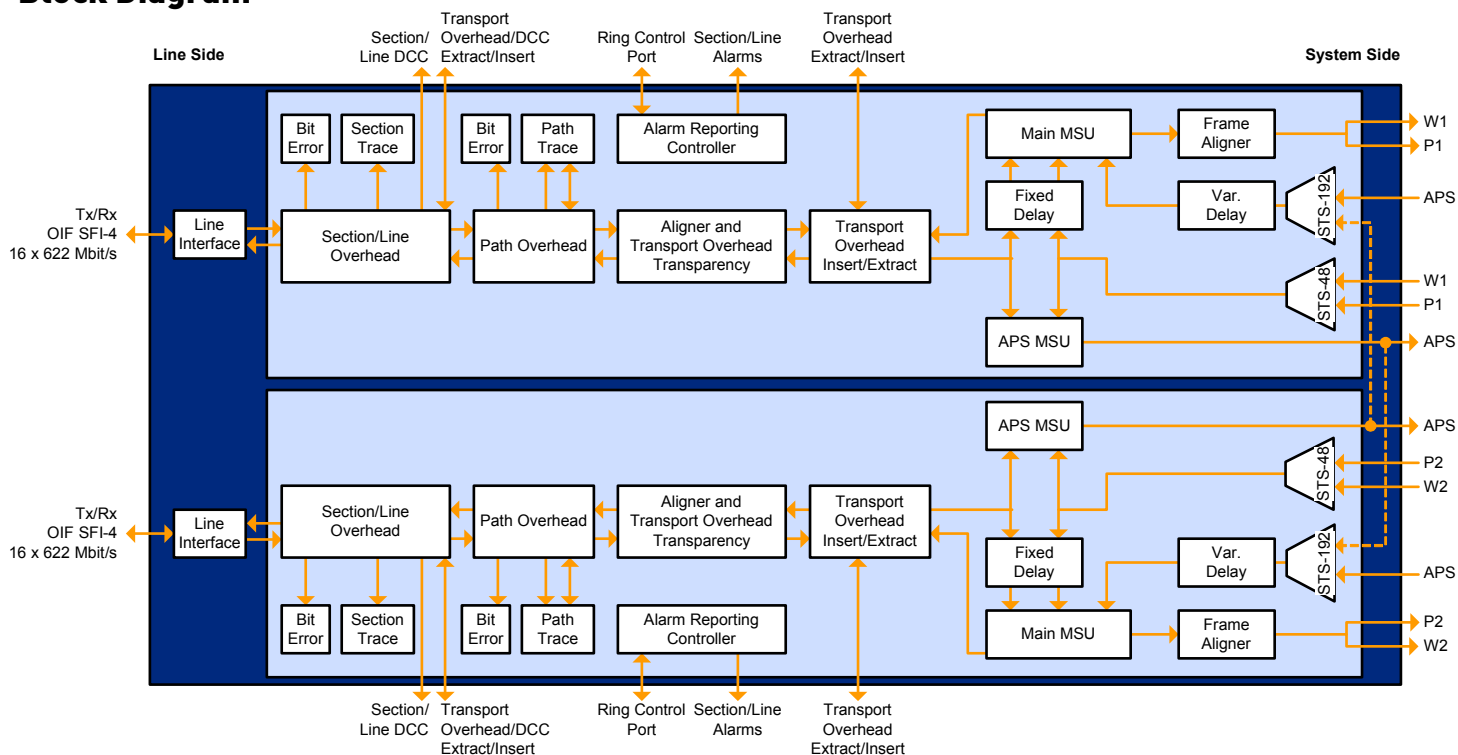 Block Diagram
Line Side
System Side
Section/
Line DCC
Transport
Overhead/DCC
Extract/Insert
Ring Control
Port
Section/Line
Alarms
Transport
Overhead
Extract/Insert
Bit
Error
Section
Trace
Bit
Error
Path
Trace
Alarm Reporting
Controller
Main MSU
Frame
Aligner
W1
P1
Fixed
Delay
Var.
Delay
STS-192
APS
Tx/Rx
OIF SFI-4
16 x 622 Mbit/s
Line
Interface
Section/Line
Overhead
Path Overhead
Aligner and
Transport Overhead
Transparency
Transport
Overhead
Insert/Extract
STS-48
W1
P1
APS MSU
APS
APS MSU
APS
STS-48
P2
W2
Tx/Rx
OIF SFI-4
16 x 622 Mbit/s
Line
Interface
Section/Line
Overhead
Path Overhead
Aligner and
Transport Overhead
Transparency
Transport
Overhead
Insert/Extract
Fixed
Delay
Var.
Delay
STS-192
APS
Bit
Error
Section
Trace
Bit
Error
Path
Trace
Alarm Reporting
Controller
Main MSU
Frame
Aligner
P2
W2
Section/
Line DCC
Transport
Overhead/DCC
Extract/Insert
Ring Control
Port
Section/Line
Alarms
Transport
Overhead
Extract/Insert